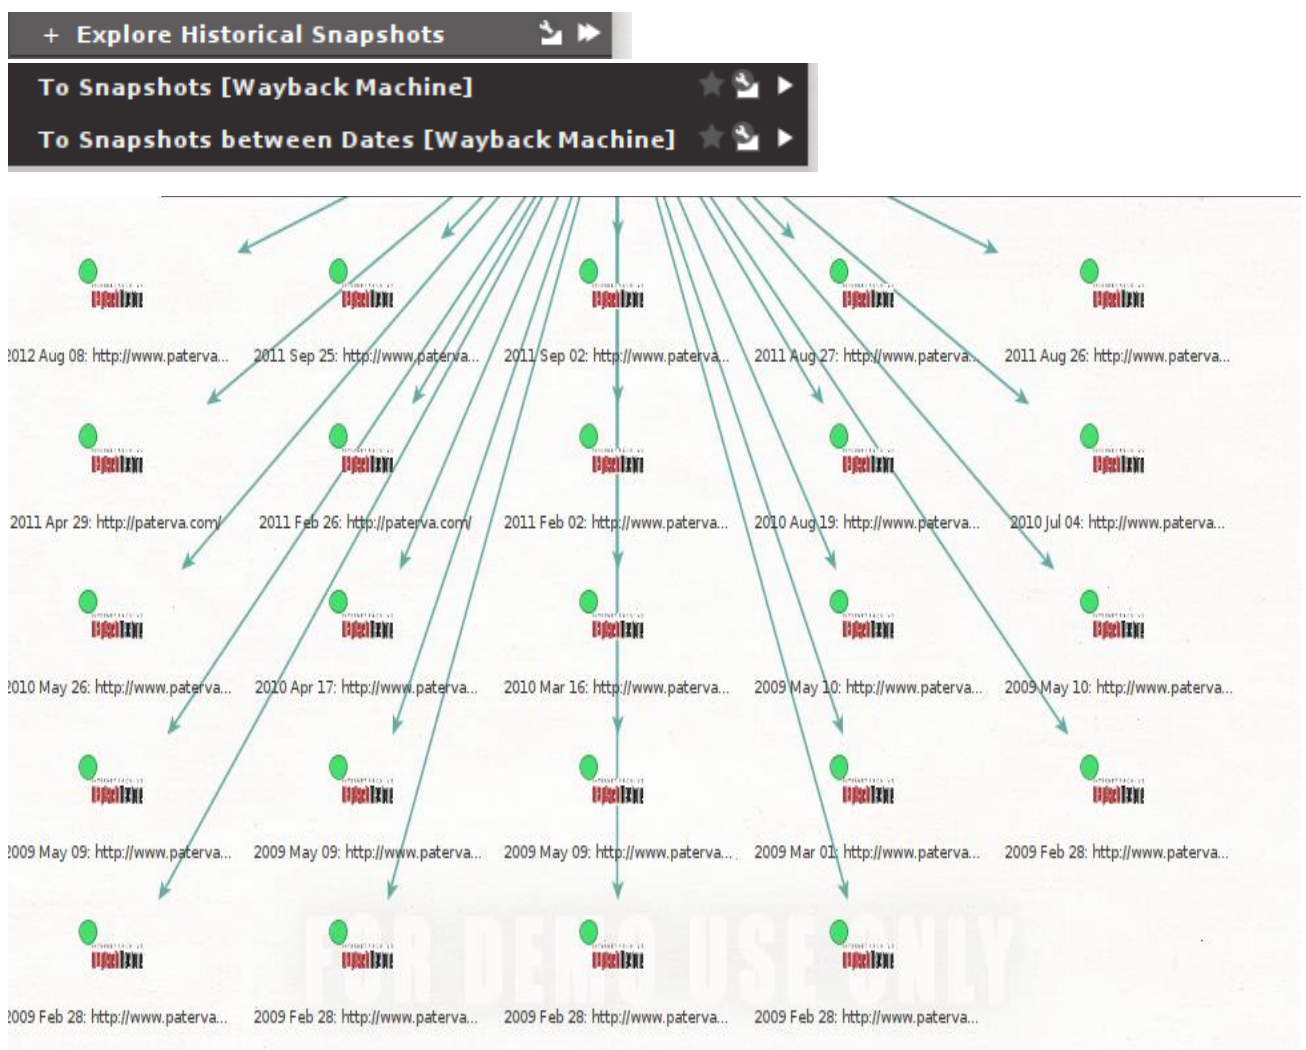 + Explore Historical Snapshots
To Snapshots [Wayback Machine]
To Snapshots between Dates [Wayback Machine]
2012 Aug 08: http://www.paterva... 2011 Sep 25: http://www.paterva... 2011 Sep 02: http://www.paterva... 2011 Aug 27: http://www.paterva... 2011 Aug 26: http://www.paterva...
2011 Apr 29: http://paterva.com/ 2011 Feb 26: http://paterva.com/ 2011 Feb 02: http://www.paterva... 2010 Aug 19: http://www.paterva... 2010 Jul 04: http://www.paterva...
2010 May 26: http://www.paterva... 2010 Apr 17: http://www.paterva... 2010 Mar 16: http://www.paterva... 2009 May 10: http://www.paterva... 2009 May 10: http://www.paterva...
2009 May 09: http://www.paterva... 2009 May 09: http://www.paterva... 2009 May 09: http://www.paterva... 2009 Mar 01: http://www.paterva... 2009 Feb 28: http://www.paterva...
FOR DEMO USE ONLY
2009 Feb 28: http://www.paterva... 2009 Feb 28: http://www.paterva... 2009 Feb 28: http://www.paterva... 2009 Feb 28: http://www.paterva...